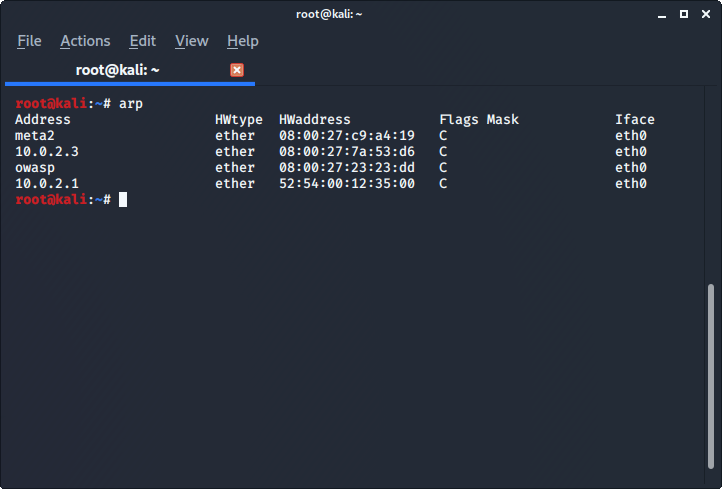 root@kali: ~
File Actions Edit View Help
root@kali: ~
root@kali:~# arp
Address HWtype HWaddress Flags Mask Iface
meta2 ether 08:00:27:c9:a4:19 C eth0
10.0.2.3 ether 08:00:27:7a:53:d6 C eth0
owasp ether 08:00:27:23:23:dd C eth0
10.0.2.1 ether 52:54:00:12:35:00 C eth0
root@kali:~#